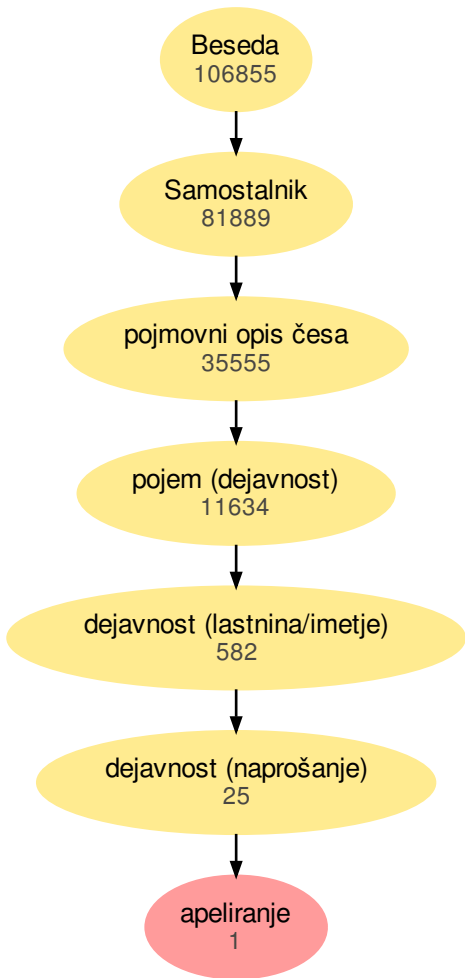 Beseda
106855
Samostalnik
81889
pojmovni opis česa
35555
pojem (dejavnost)
11634
dejavnost (lastnina/imetje)
582
dejavnost (naprošanje)
25
apeliranje
1